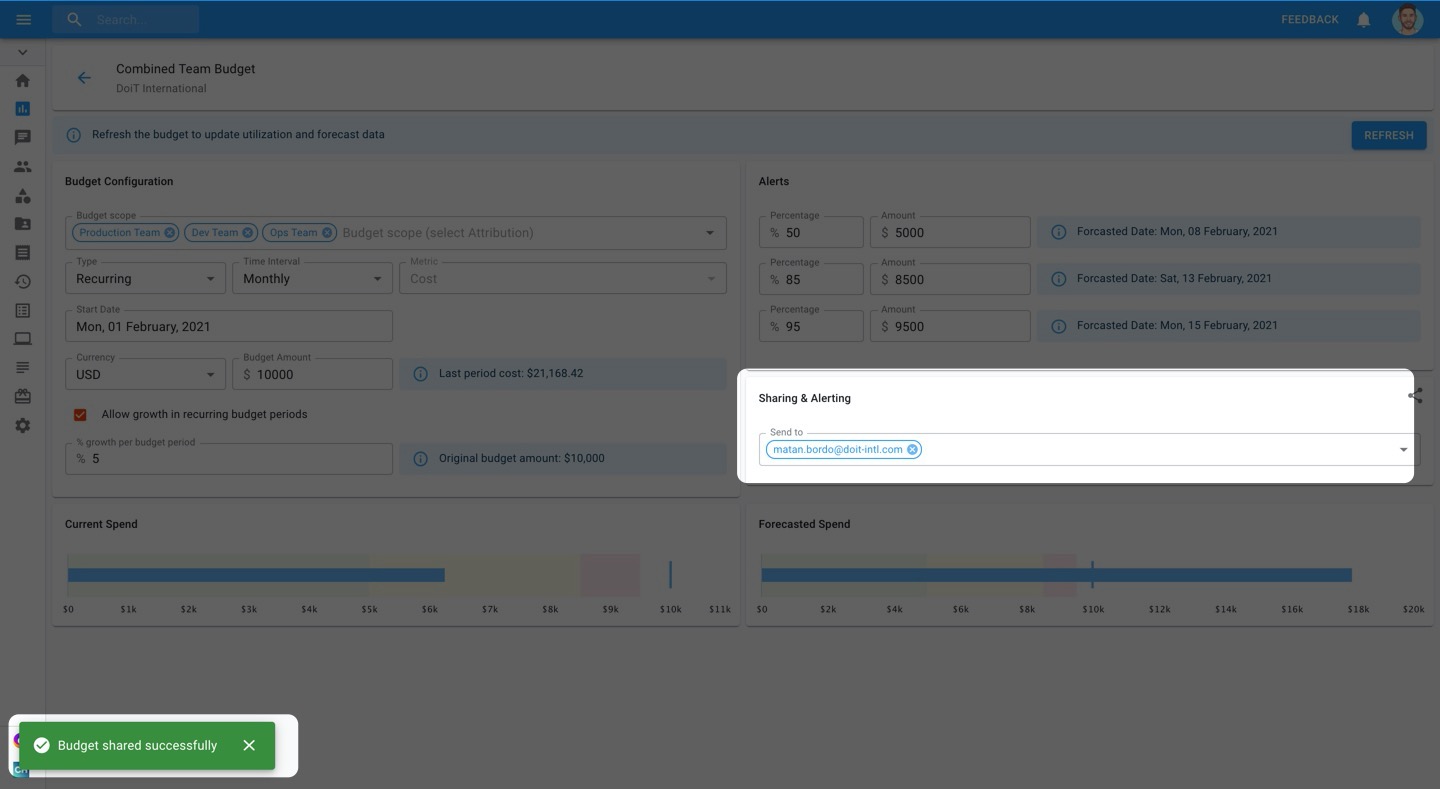 Search...
FEEDBACK
Combined Team Budget
DoiT International
Refresh the budget to update utilization and forecast data
REFRESH
Budget Configuration
Budget scope
Production Team Dev Team Ops Team Budget scope (select Attribution)
Type Time Interval Metric
Recurring Monthly Cost
Start Date
Mon, 01 February, 2021
Currency Budget Amount
USD $ 10000 Last period cost: $21,168.42
Allow growth in recurring budget periods
% growth per budget period
% 5 Original budget amount: $10,000
Alerts
Percentage Amount
% 50 $ 5000 Forcasted Date: Mon, 08 February, 2021
Percentage Amount
% 85 $ 8500 Forcasted Date: Sat, 13 February, 2021
Percentage Amount
% 95 $ 9500 Forcasted Date: Mon, 15 February, 2021
Sharing & Alerting
Send to
matan.bordo@doit-intl.com
Current Spend
$0 $1k $2k $3k $4k $5k $6k $7k $8k $9k $10k $11k
Forecasted Spend
$0 $2k $4k $6k $8k $10k $12k $14k $16k $18k $20k
Budget shared successfully